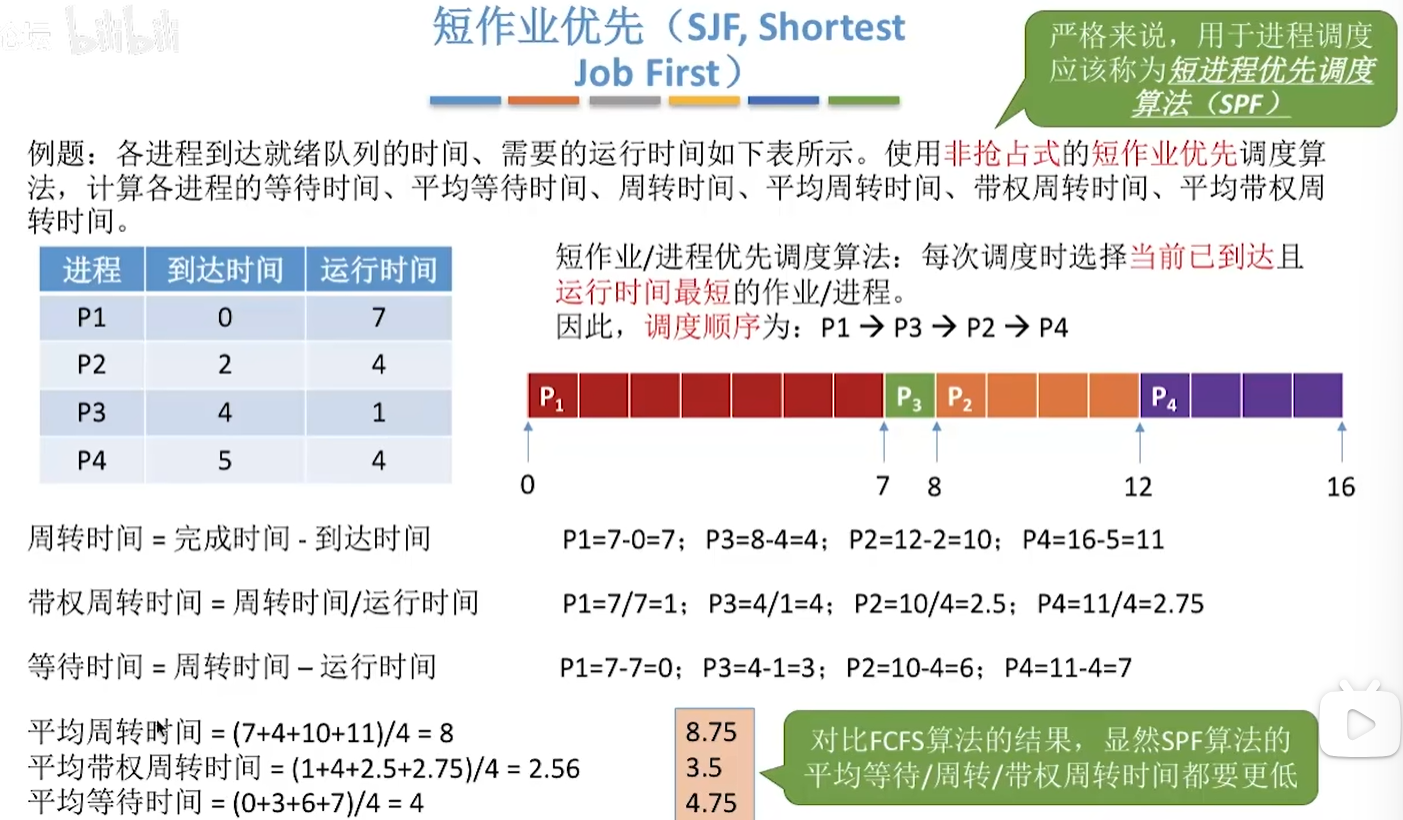 bilibili
短作业优先（SJF, Shortest
Job First）
严格来说，用于进程调度
应该称为短进程优先调度
算法（SPF）
例题：各进程到达就绪队列的时间、需要的运行时间如下表所示。使用非抢占式的短作业优先调度算
法，计算各进程的等待时间、平均等待时间、周转时间、平均周转时间、带权周转时间、平均带权周
转时间。
进程 到达时间 运行时间
P1 0 7
P2 2 4
P3 4 1
P4 5 4
短作业/进程优先调度算法：每次调度时选择当前已到达且
运行时间最短的作业/进程。
因此，调度顺序为：P1 → P3 → P2 → P4
P1 P3 P2 P4
0 7 8 12 16
周转时间 = 完成时间 - 到达时间
P1=7-0=7；P3=8-4=4；P2=12-2=10；P4=16-5=11
带权周转时间 = 周转时间/运行时间
P1=7/7=1；P3=4/1=4；P2=10/4=2.5；P4=11/4=2.75
等待时间 = 周转时间 – 运行时间
P1=7-7=0；P3=4-1=3；P2=10-4=6；P4=11-4=7
平均周转时间 = (7+4+10+11)/4 = 8
平均带权周转时间 = (1+4+2.5+2.75)/4 = 2.56
平均等待时间 = (0+3+6+7)/4 = 4
8.75
3.5
4.75
对比FCFS算法的结果，显然SPF算法的
平均等待/周转/带权周转时间都要更低